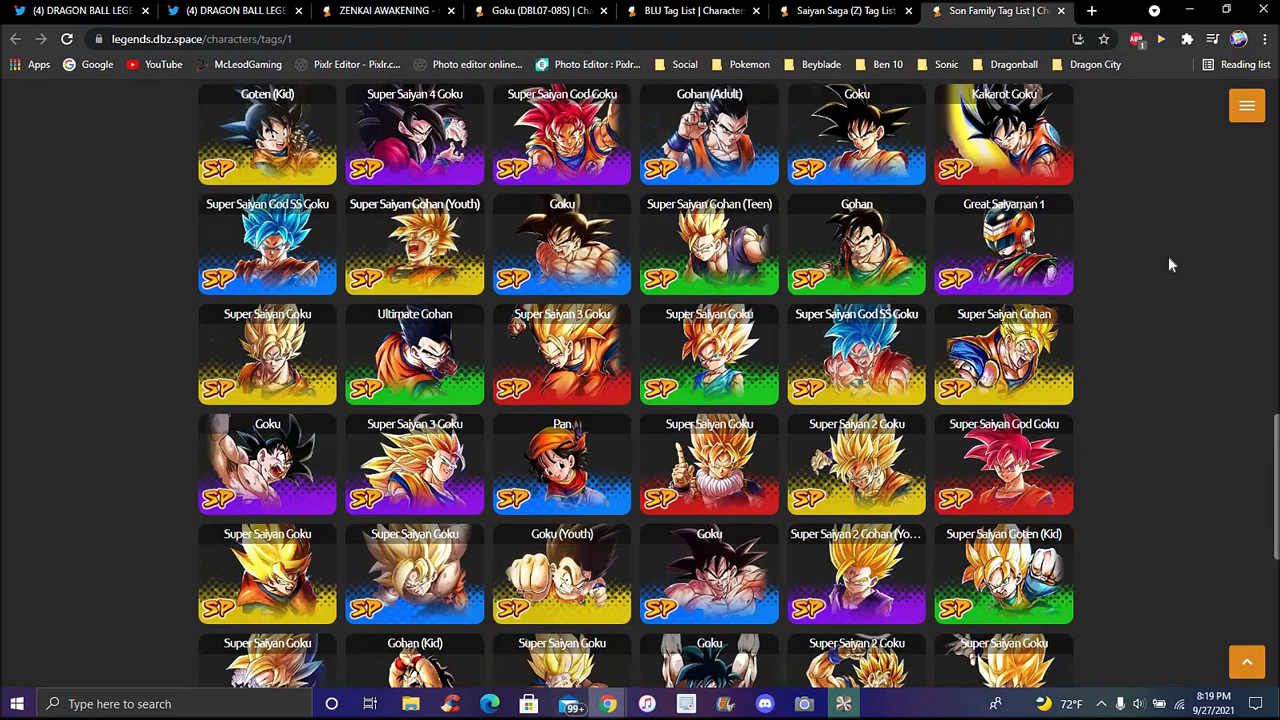 (4) DRAGON BALL LEGE
(4) DRAGON BALL LEGE
ZENKAI AWAKENING -
Goku (DBL07-08S) | Cha
BLU Tag List | Characters
Saiyan Saga (Z) Tag List
Son Family Tag List | Cha
legends.dbz.space/characters/tags/1
1
Apps
Google
YouTube
McLeodGaming
Pixlr Editor - Pixlr.c...
Photo editor online...
Photo Editor : Pixlr...
Social
Pokemon
Beyblade
Ben 10
Sonic
Dragonball
Dragon City
Reading list
Goten (Kid)
Super Saiyan 4 Goku
Super Saiyan God Goku
Gohan (Adult)
Goku
Kakarot Goku
SP SP SP SP SP SP
Super Saiyan God SS Goku
Super Saiyan Gohan (Youth)
Goku
Super Saiyan Gohan (Teen)
Gohan
Great Saiyaman 1
SP SP SP SP SP SP
Super Saiyan Goku
Ultimate Gohan
Super Saiyan 3 Goku
Super Saiyan Goku
Super Saiyan God SS Goku
Super Saiyan Gohan
SP SP SP SP SP SP
Goku
Super Saiyan 3 Goku
Pan
Super Saiyan Goku
Super Saiyan 2 Goku
Super Saiyan God Goku
SP SP SP SP SP SP
Super Saiyan Goku
Super Saiyan Goku
Goku (Youth)
Goku
Super Saiyan 2 Gohan (Yo...
Super Saiyan Goten (Kid)
SP SP SP SP SP SP
Super Saiyan Goku
Gohan (Kid)
Super Saiyan Goku
Goku
Super Saiyan 2 Goku
Super Saiyan Goku
Type here to search
99+
72°F
8:19 PM
9/27/2021